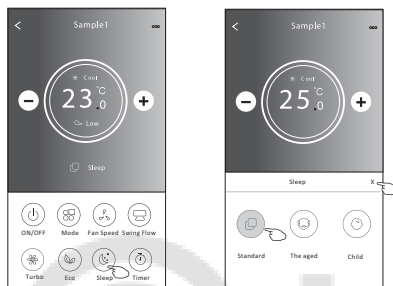 Sample1
Cool
23.0 °C
Low
Sleep
ON/OFF Mode Fan Speed Swing Flow
Turbo Eco Sleep Timer
Sample1
Cool
25.0 °C
Sleep X
Standard The aged Child